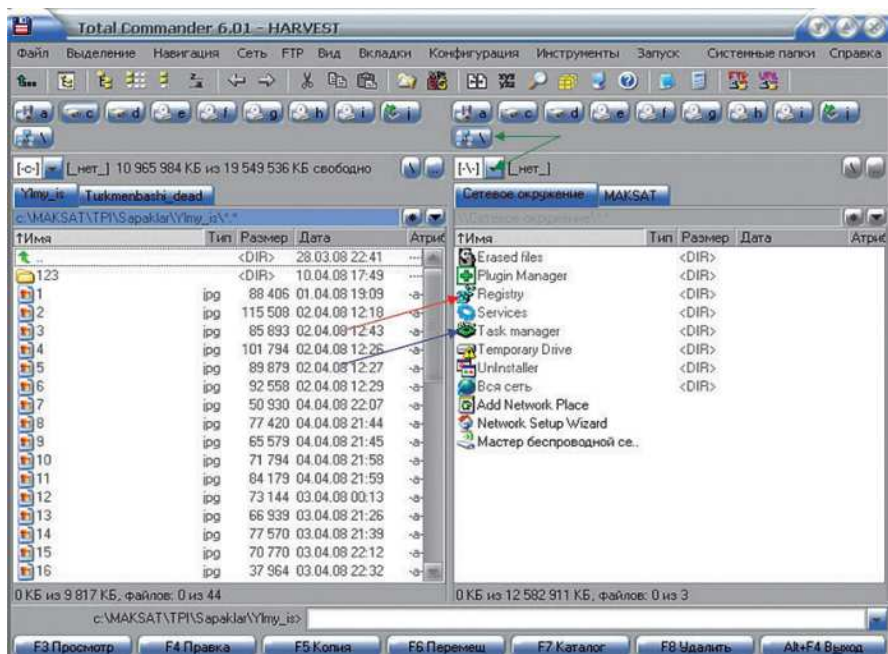 Total Commander 6.01 - HARVEST
Файл Выделение Навигация Сеть FTP Вид Вкладки Конфигурация Инструменты Запуск Системные папки Справка
a c d e f g h i j
\
a c d e f g h i j
\
[-c-] [_нет_] 10 965 984 КБ из 19 549 536 КБ свободно \ ..
[-\-] [_нет_] \ ..
Ylmy_is Turkmenbashi_dead
Сетевое окружение MAKSAT
c:\MAKSAT\TPI\Sapaklar\Ylmy_is\*.*
\\Сетевое окружение\*.*
↑Имя Тип Размер Дата Атриб
.. <DIR> 28.03.08 22:41 ----
123 <DIR> 10.04.08 17:49 ----
1 jpg 88 406 01.04.08 19:09 -a-
2 jpg 115 508 02.04.08 12:18 -a-
3 jpg 85 893 02.04.08 12:43 -a-
4 jpg 101 794 02.04.08 12:26 -a-
5 jpg 89 879 02.04.08 12:27 -a-
6 jpg 92 558 02.04.08 12:29 -a-
7 jpg 50 930 04.04.08 22:07 -a-
8 jpg 77 420 04.04.08 21:44 -a-
9 jpg 65 579 04.04.08 21:45 -a-
10 jpg 71 794 04.04.08 21:58 -a-
11 jpg 84 179 04.04.08 21:59 -a-
12 jpg 73 144 03.04.08 00:13 -a-
13 jpg 66 939 03.04.08 21:26 -a-
14 jpg 77 570 03.04.08 21:39 -a-
15 jpg 70 770 03.04.08 22:12 -a-
16 jpg 37 964 03.04.08 22:32 -a-
0 КБ из 9 817 КБ, файлов: 0 из 44
↑Имя Тип Размер Дата Атриб
Erased files <DIR>
Plugin Manager <DIR>
Registry <DIR>
Services <DIR>
Task manager <DIR>
Temporary Drive <DIR>
UnInstaller <DIR>
Вся сеть <DIR>
Add Network Place
Network Setup Wizard
Мастер беспроводной се..
0 КБ из 12 582 911 КБ, файлов: 0 из 3
c:\MAKSAT\TPI\Sapaklar\Ylmy_is>
F3 Просмотр F4 Правка F5 Копия F6 Перемещ F7 Каталог F8 Удалить Alt+F4 Выход